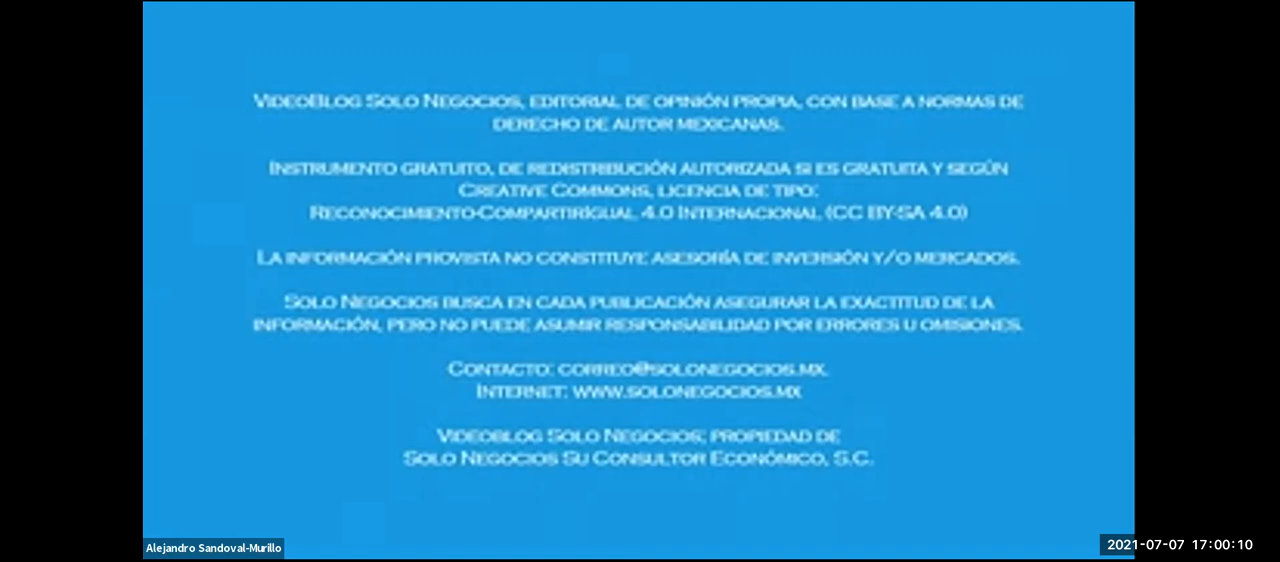 VideoBlog Solo Negocios, editorial de opinión propia, con base a normas de
derecho de autor mexicanas.
Instrumento gratuito, de redistribución autorizada si es gratuita y según
Creative Commons, licencia de tipo:
Reconocimiento-CompartirIgual 4.0 Internacional (CC BY-SA 4.0)
La información provista no constituye asesoría de inversión y/o mercados.
Solo Negocios busca en cada publicación asegurar la exactitud de la
información, pero no puede asumir responsabilidad por errores u omisiones.
Contacto: correo@solonegocios.mx.
Internet: www.solonegocios.mx
Videoblog Solo Negocios; propiedad de
Solo Negocios Su Consultor Económico, S.C.
Alejandro Sandoval-Murillo
2021-07-07 17:00:10